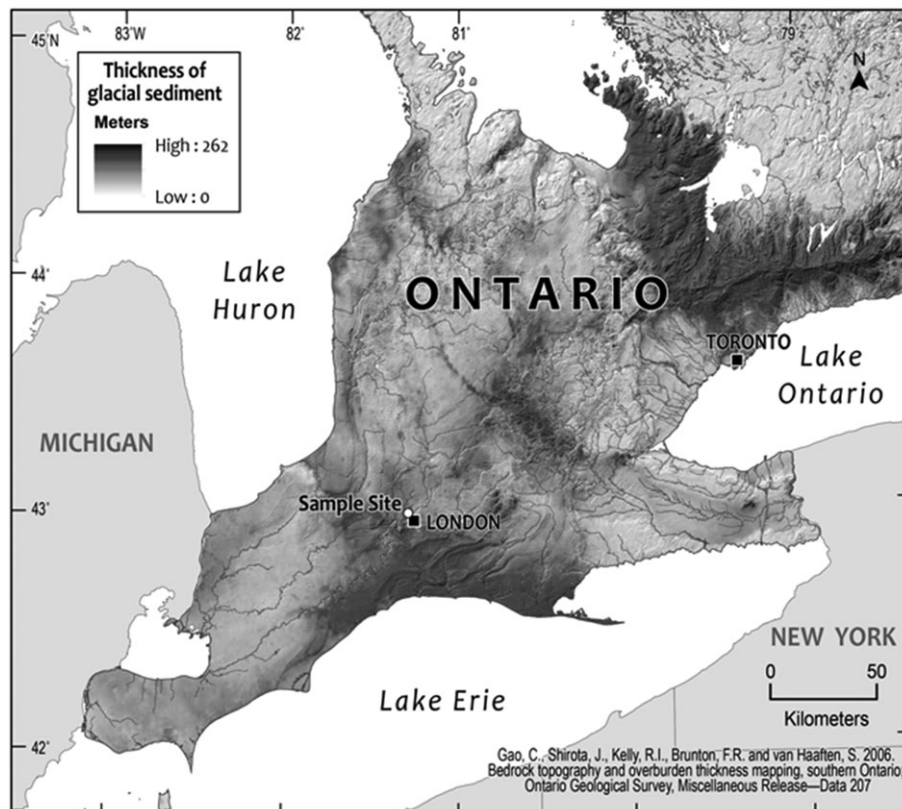 45°N
83°W
82
81
80
79
Thickness of
glacial sediment
Meters
High : 262
Low : 0
N
Lake
Huron
44°
ONTARIO
TORONTO
Lake
Ontario
MICHIGAN
43°
Sample Site
LONDON
NEW YORK
0 50
Kilometers
Lake Erie
42°
Gao, C., Shirota, J., Kelly, R.I., Brunton, F.R. and van Haaften, S. 2006.
Bedrock topography and overburden thickness mapping, southern Ontario;
Ontario Geological Survey, Miscellaneous Release—Data 207